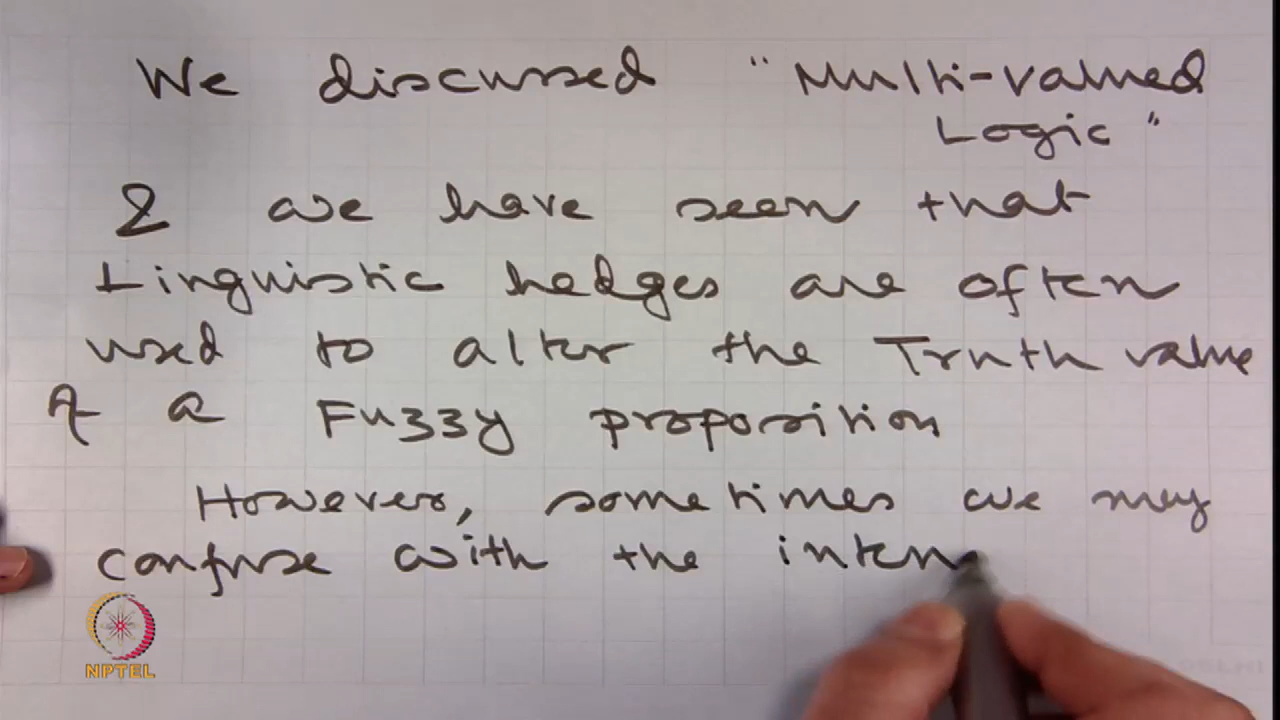 We discussed "Multi-valued
Logic"
& we have seen that
Linguistic hedges are often
used to alter the Truth value
of a Fuzzy proposition
However, sometimes we may
confuse with the inten
NPTEL